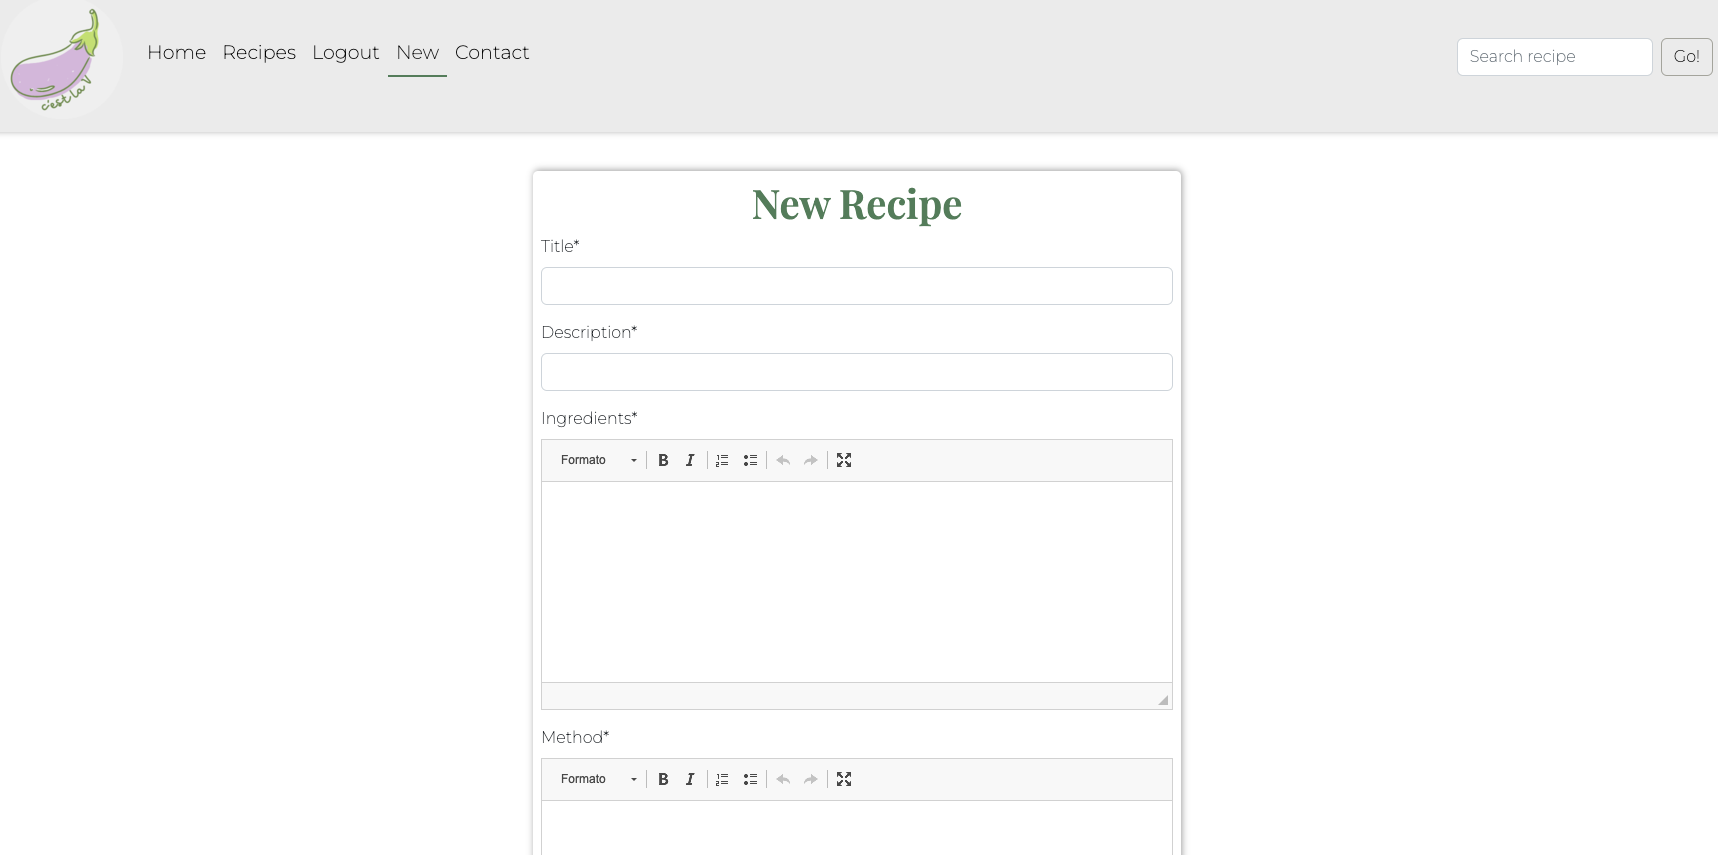 c'est la
Home Recipes Logout New Contact
Search recipe Go!
New Recipe
Title*
Description*
Ingredients*
Formato
Method*
Formato